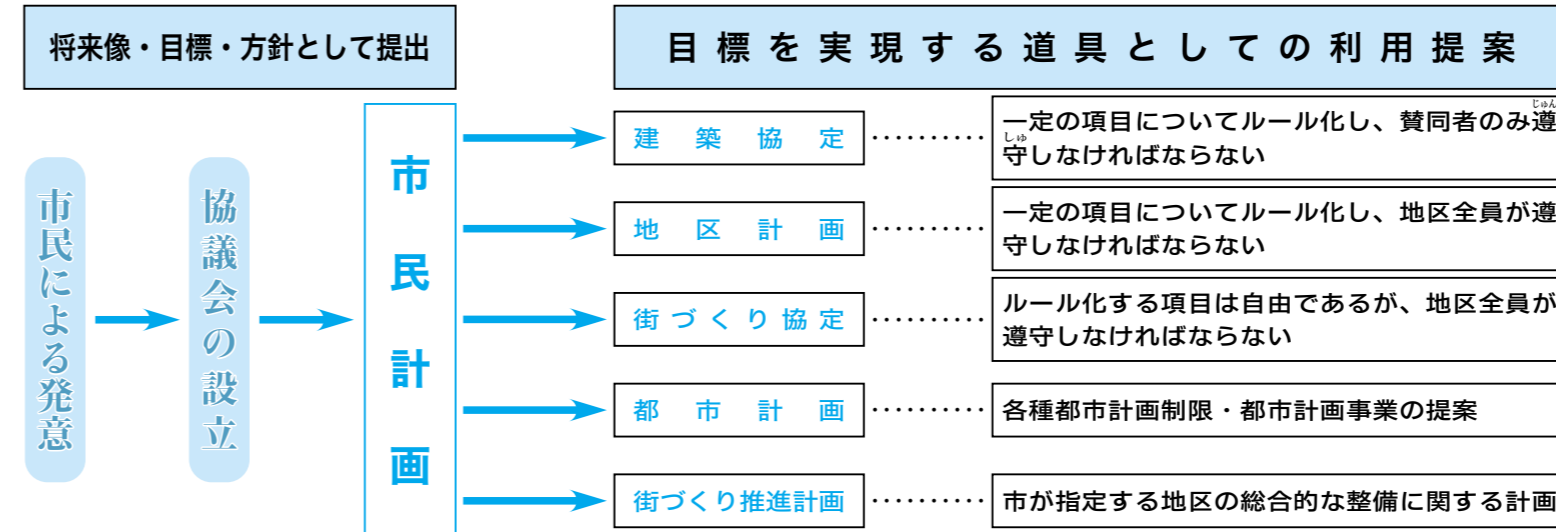 将来像・目標・方針として提出
目標を実現する道具としての利用提案
市民による発意
協議会の設立
市民計画
建築協定
一定の項目についてルール化し、賛同者のみ遵
守しなければならない
じゅん
しゅ
地区計画
一定の項目についてルール化し、地区全員が遵
守しなければならない
街づくり協定
ルール化する項目は自由であるが、地区全員が
遵守しなければならない
都市計画
各種都市計画制限・都市計画事業の提案
街づくり推進計画
市が指定する地区の総合的な整備に関する計画